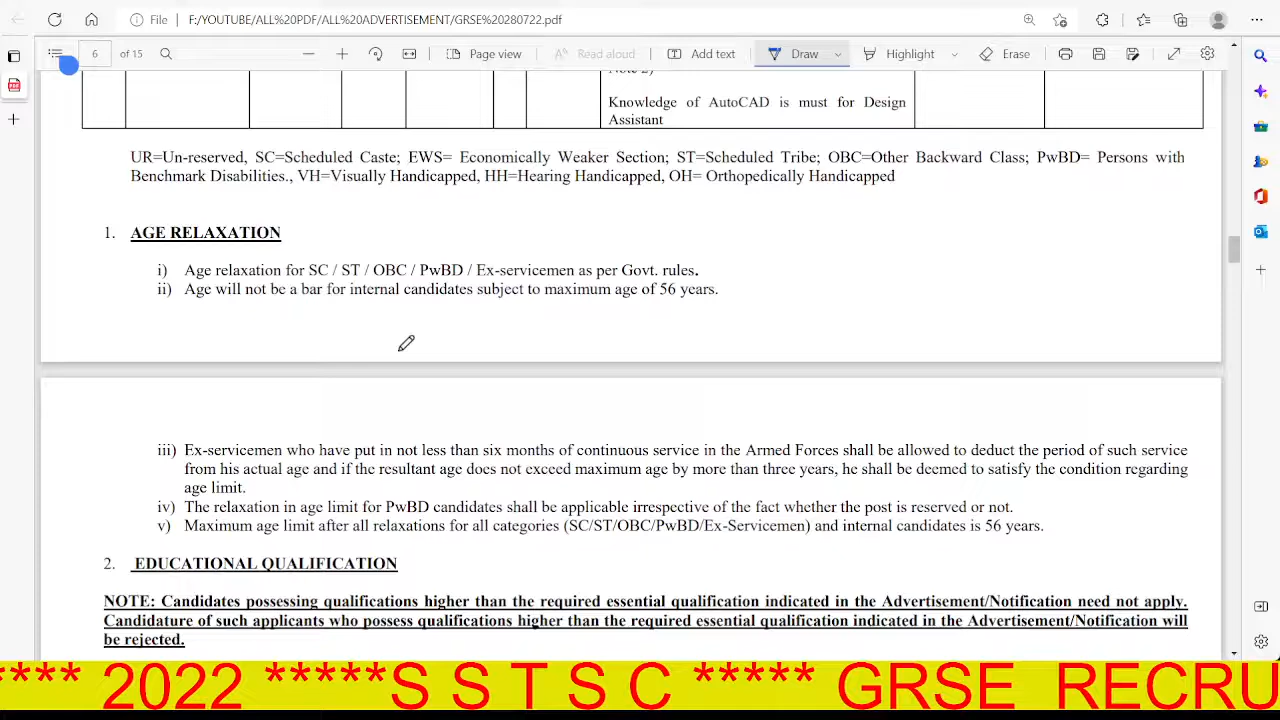 File F:/YOUTUBE/ALL%20PDF/ALL%20ADVERTISEMENT/GRSE%20280722.pdf
6 of 15 Page view Read aloud Add text Draw Highlight Erase
Knowledge of AutoCAD is must for Design
Assistant
UR=Un-reserved, SC=Scheduled Caste; EWS= Economically Weaker Section; ST=Scheduled Tribe; OBC=Other Backward Class; PwBD= Persons with
Benchmark Disabilities., VH=Visually Handicapped, HH=Hearing Handicapped, OH= Orthopedically Handicapped
1. AGE RELAXATION
i) Age relaxation for SC / ST / OBC / PwBD / Ex-servicemen as per Govt. rules.
ii) Age will not be a bar for internal candidates subject to maximum age of 56 years.
iii) Ex-servicemen who have put in not less than six months of continuous service in the Armed Forces shall be allowed to deduct the period of such service
from his actual age and if the resultant age does not exceed maximum age by more than three years, he shall be deemed to satisfy the condition regarding
age limit.
iv) The relaxation in age limit for PwBD candidates shall be applicable irrespective of the fact whether the post is reserved or not.
v) Maximum age limit after all relaxations for all categories (SC/ST/OBC/PwBD/Ex-Servicemen) and internal candidates is 56 years.
2. EDUCATIONAL QUALIFICATION
NOTE: Candidates possessing qualifications higher than the required essential qualification indicated in the Advertisement/Notification need not apply.
Candidature of such applicants who possess qualifications higher than the required essential qualification indicated in the Advertisement/Notification will
be rejected.
**** 2022 *****S S T S C ***** GRSE RECRU